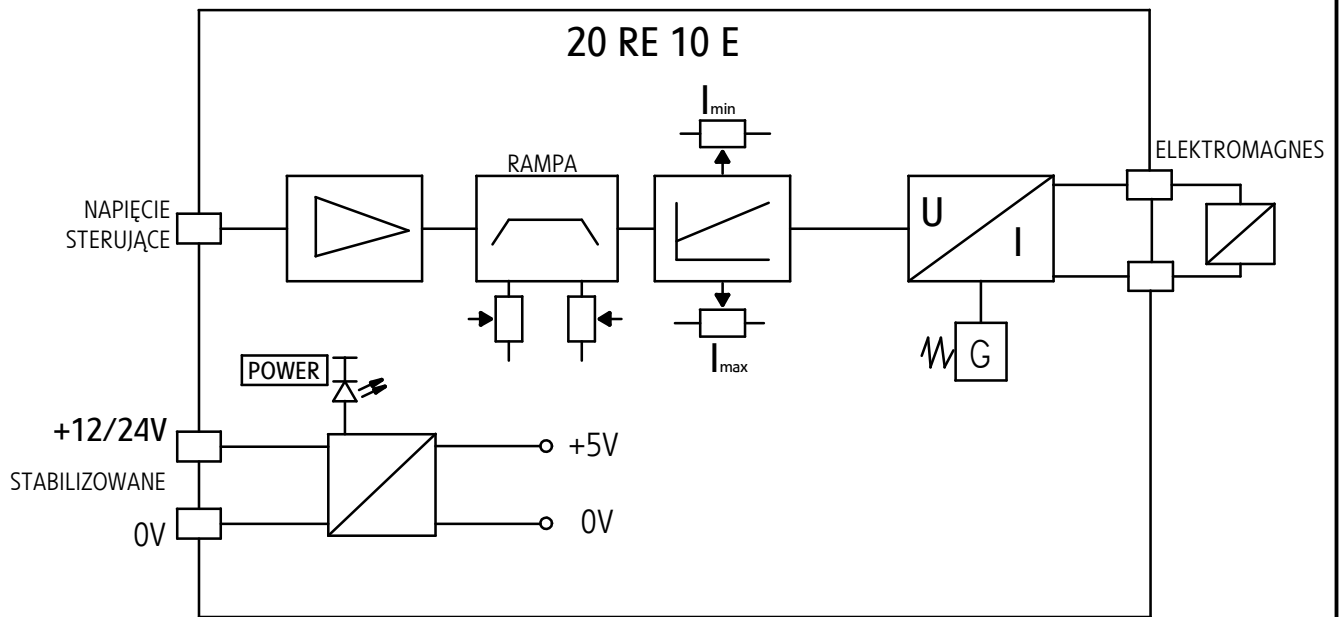 20 RE 10 E
Imin
ELEKTROMAGNES
RAMPA
NAPIĘCIE
STERUJĄCE
U
I
G
Imax
POWER
+12/24V
+5V
STABILIZOWANE
0V
0V